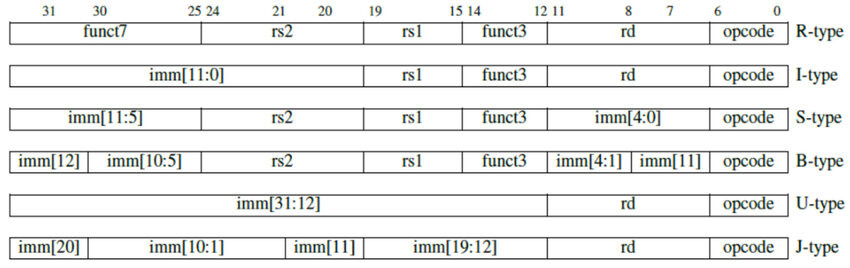 31 30 25 24 21 20 19 15 14 12 11 8 7 6 0
funct7 rs2 rs1 funct3 rd opcode R-type
imm[11:0] rs1 funct3 rd opcode I-type
imm[11:5] rs2 rs1 funct3 imm[4:0] opcode S-type
imm[12] imm[10:5] rs2 rs1 funct3 imm[4:1] imm[11] opcode B-type
imm[31:12] rd opcode U-type
imm[20] imm[10:1] imm[11] imm[19:12] rd opcode J-type